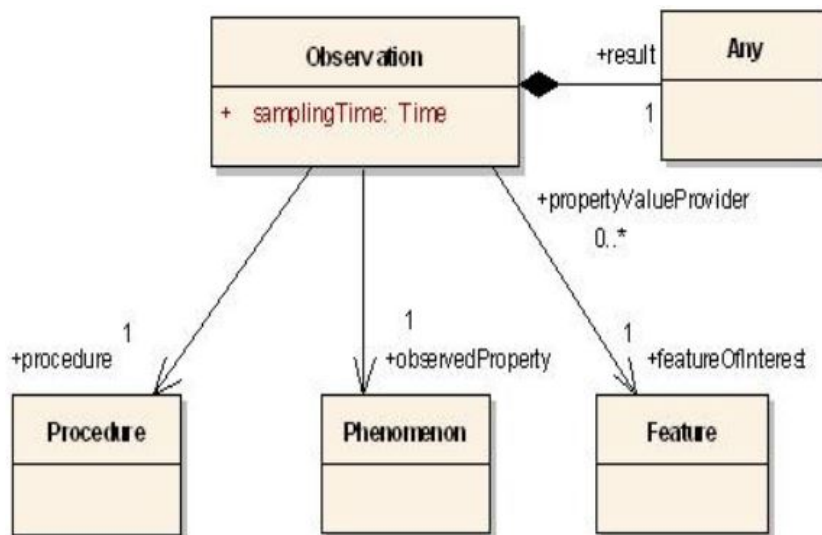 Observation
+ samplingTime: Time
+result
1
Any
+propertyValueProvider
0..*
1
+procedure
1
+observedProperty
1
+featureOfInterest
Procedure
Phenomenon
Feature